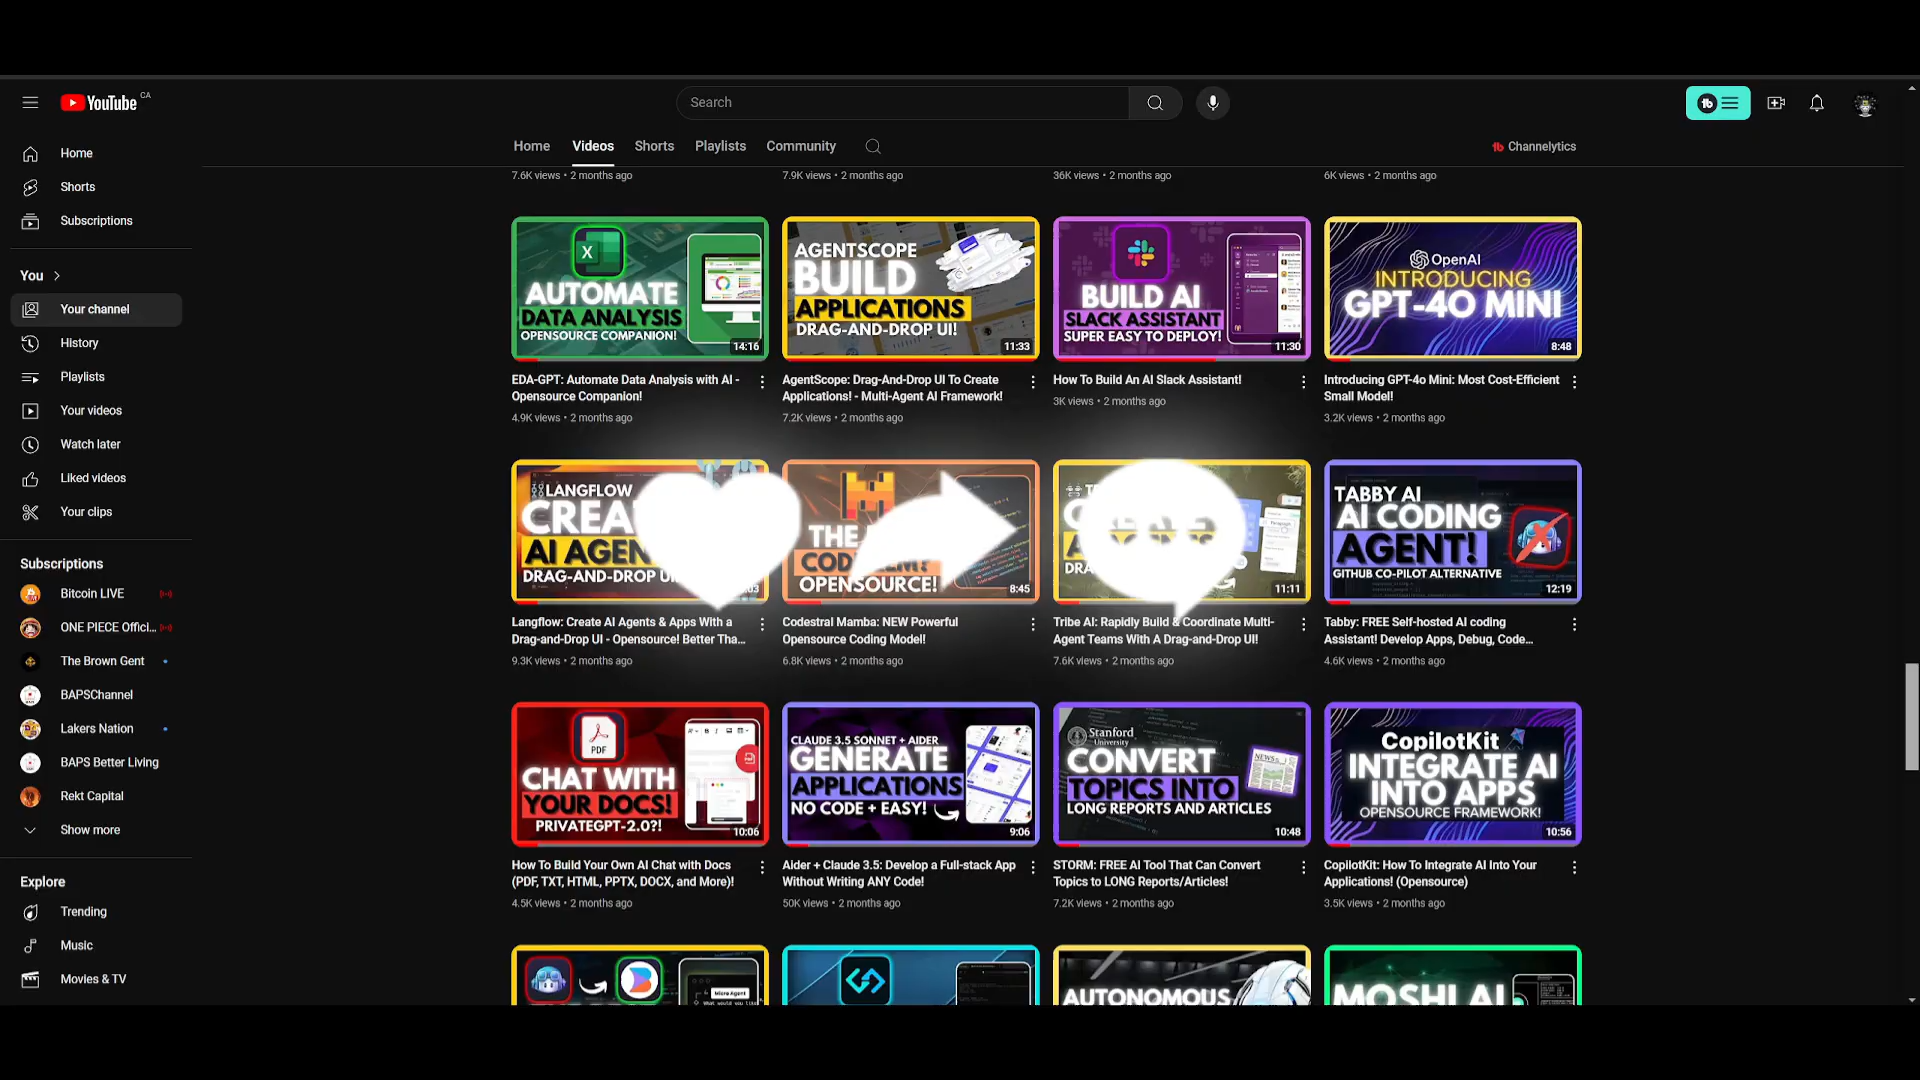 YouTube CA
Search
Home
Videos
Shorts
Playlists
Community
Channelytics
Home
Shorts
Subscriptions
You
Your channel
History
Playlists
Your videos
Watch later
Liked videos
Your clips
Subscriptions
Bitcoin LIVE
ONE PIECE Offici...
The Brown Gent
BAPSChannel
Lakers Nation
BAPS Better Living
Rekt Capital
Show more
Explore
Trending
Music
Movies & TV
7.6K views • 2 months ago
7.9K views • 2 months ago
36K views • 2 months ago
6K views • 2 months ago
AUTOMATE
DATA ANALYSIS
OPENSOURCE COMPANION!
14:16
EDA-GPT: Automate Data Analysis with AI -
Opensource Companion!
4.9K views • 2 months ago
AGENTSCOPE
BUILD
APPLICATIONS
DRAG-AND-DROP UI!
11:33
AgentScope: Drag-And-Drop UI To Create
Applications! - Multi-Agent AI Framework!
7.2K views • 2 months ago
BUILD AI
SLACK ASSISTANT
SUPER EASY TO DEPLOY!
11:30
How To Build An AI Slack Assistant!
3K views • 2 months ago
OpenAI
INTRODUCING
GPT-4O MINI
8:48
Introducing GPT-4o Mini: Most Cost-Efficient
Small Model!
3.2K views • 2 months ago
LANGFLOW
CREA
AI AGEN
DRAG-AND-DROP UI
Langflow: Create AI Agents & Apps With a
Drag-and-Drop UI - Opensource! Better Tha...
9.3K views • 2 months ago
THE
COD
OPENSOURCE!
8:45
Codestral Mamba: NEW Powerful
Opensource Coding Model!
6.8K views • 2 months ago
11:11
Tribe AI: Rapidly Build & Coordinate Multi-
Agent Teams With A Drag-and-Drop UI!
7.6K views • 2 months ago
TABBY AI
AI CODING
AGENT!
GITHUB CO-PILOT ALTERNATIVE
12:19
Tabby: FREE Self-hosted AI coding
Assistant! Develop Apps, Debug, Code...
4.6K views • 2 months ago
PDF
CHAT WITH
YOUR DOCS!
PRIVATEGPT-2.0?!
10:06
How To Build Your Own AI Chat with Docs
(PDF, TXT, HTML, PPTX, DOCX, and More)!
4.5K views • 2 months ago
CLAUDE 3.5 SONNET + AIDER
GENERATE
APPLICATIONS
NO CODE + EASY!
9:06
Aider + Claude 3.5: Develop a Full-stack App
Without Writing ANY Code!
50K views • 2 months ago
Stanford
University
CONVERT
TOPICS INTO
LONG REPORTS AND ARTICLES
NEWS
10:48
STORM: FREE AI Tool That Can Convert
Topics to LONG Reports/Articles!
7.2K views • 2 months ago
CopilotKit
INTEGRATE AI
INTO APPS
OPENSOURCE FRAMEWORK!
10:56
CopilotKit: How To Integrate AI Into Your
Applications! (Opensource)
3.5K views • 2 months ago
Micro Agent
AUTONOMOUS
MOSHI AI